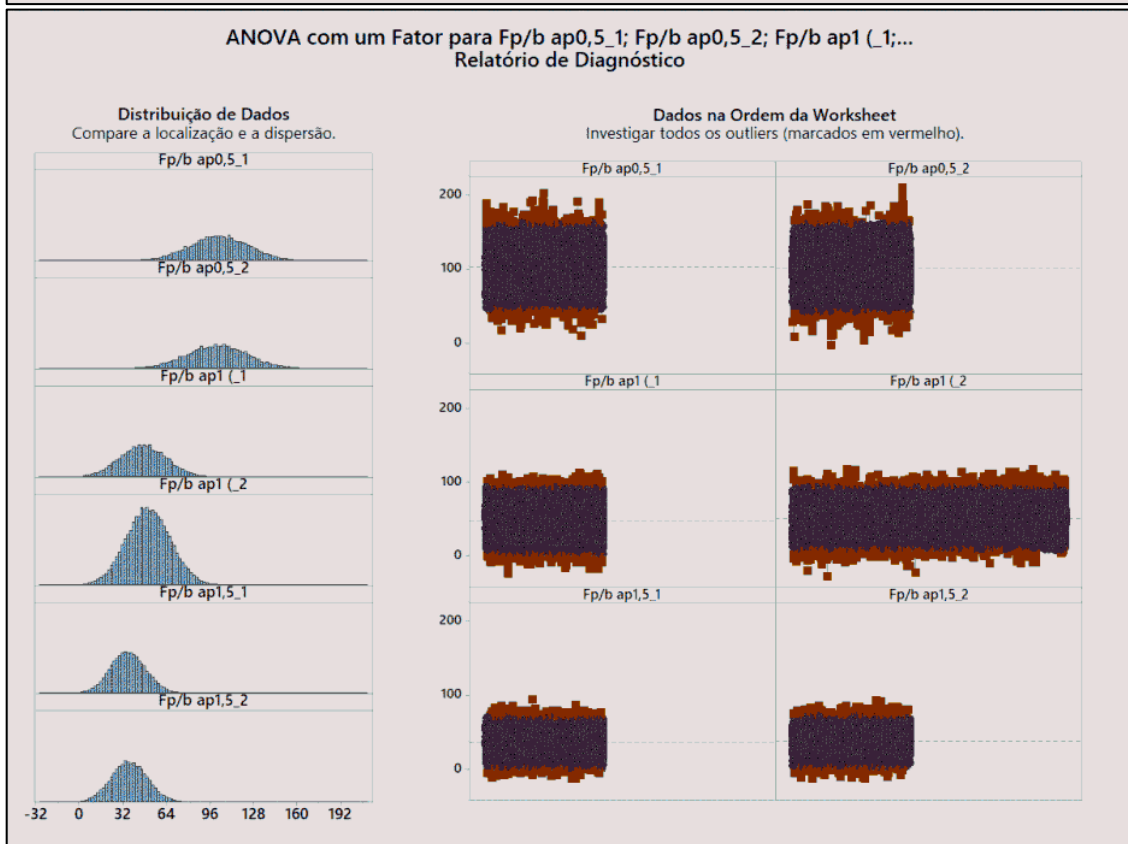 ANOVA com um Fator para Fp/b ap0,5_1; Fp/b ap0,5_2; Fp/b ap1 (_1;...
Relatório de Diagnóstico
Distribuição de Dados
Compare a localização e a dispersão.
Fp/b ap0,5_1
Fp/b ap0,5_2
Fp/b ap1 (_1
Fp/b ap1 (_2
Fp/b ap1,5_1
Fp/b ap1,5_2
-32 0 32 64 96 128 160 192
Dados na Ordem da Worksheet
Investigar todos os outliers (marcados em vermelho).
Fp/b ap0,5_1 Fp/b ap0,5_2
200
100
0
Fp/b ap1 (_1 Fp/b ap1 (_2
200
100
0
Fp/b ap1,5_1 Fp/b ap1,5_2
200
100
0